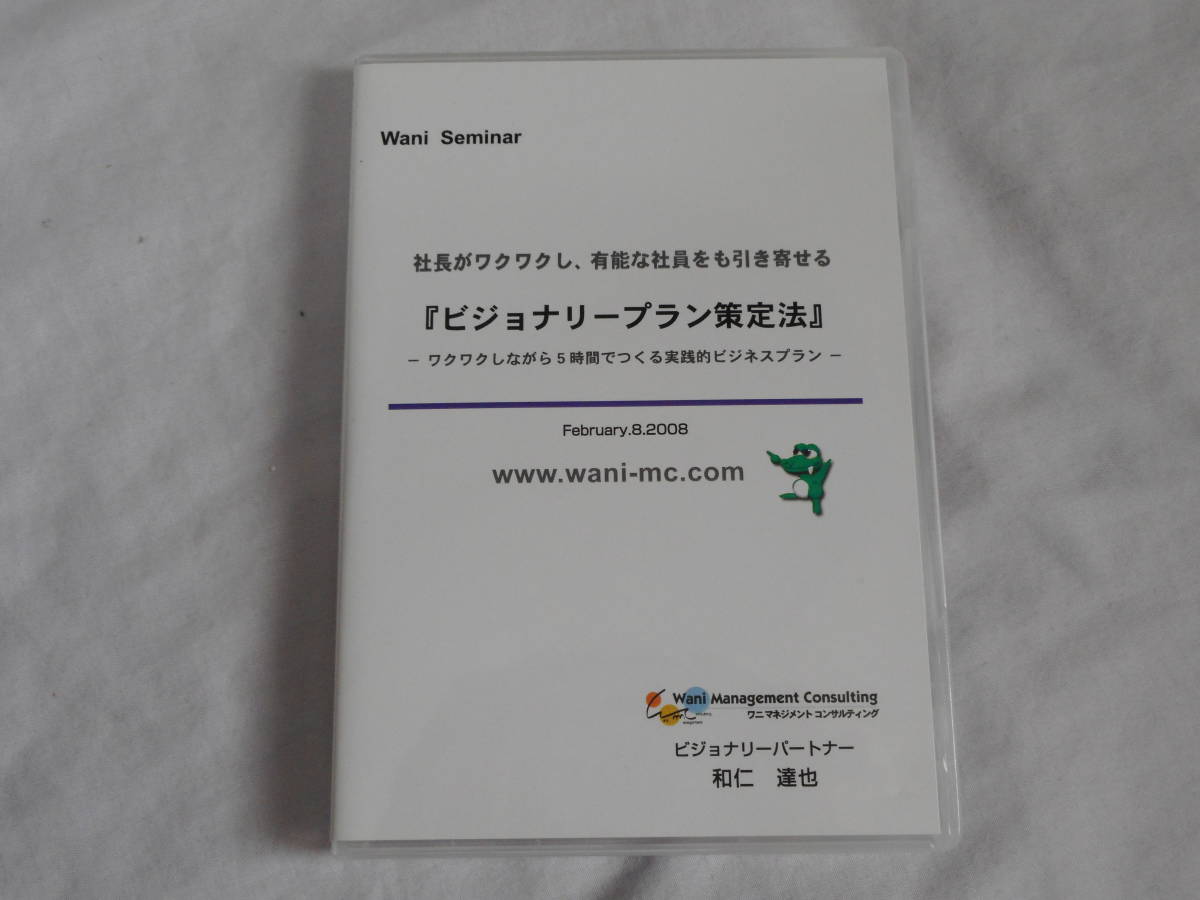 Wani Seminar
社長がワクワクし、有能な社員をも引き寄せる
『ビジョナリープラン策定法』
－ ワクワクしながら5時間でつくる実践的ビジネスプラン －
February.8.2008
www.wani-mc.com
Wani Management Consulting
ワニ マネジメント コンサルティング
ビジョナリーパートナー
和仁 達也